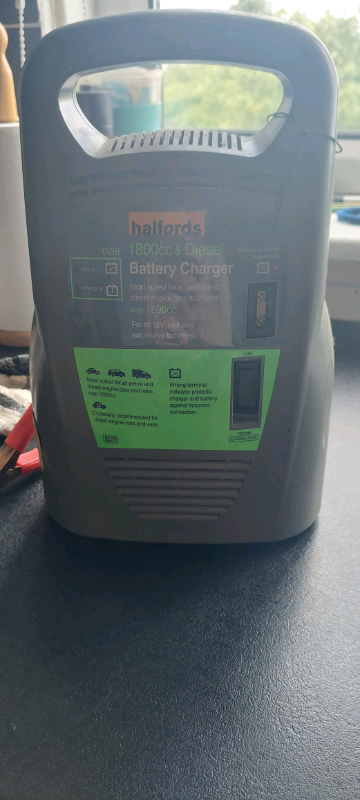 halfords
over 1800cc & Diesel
Battery Charger
Most suited for all petrol and
diesel engine cars and vans
over 1800cc
For all 12V lead acid
automotive batteries
Most suited for all petrol and
diesel engine cars and vans
over 1800cc
Especially recommended for
diesel engine cars and vans
Wrong terminal
indicator protects
charger and battery
against incorrect
connection